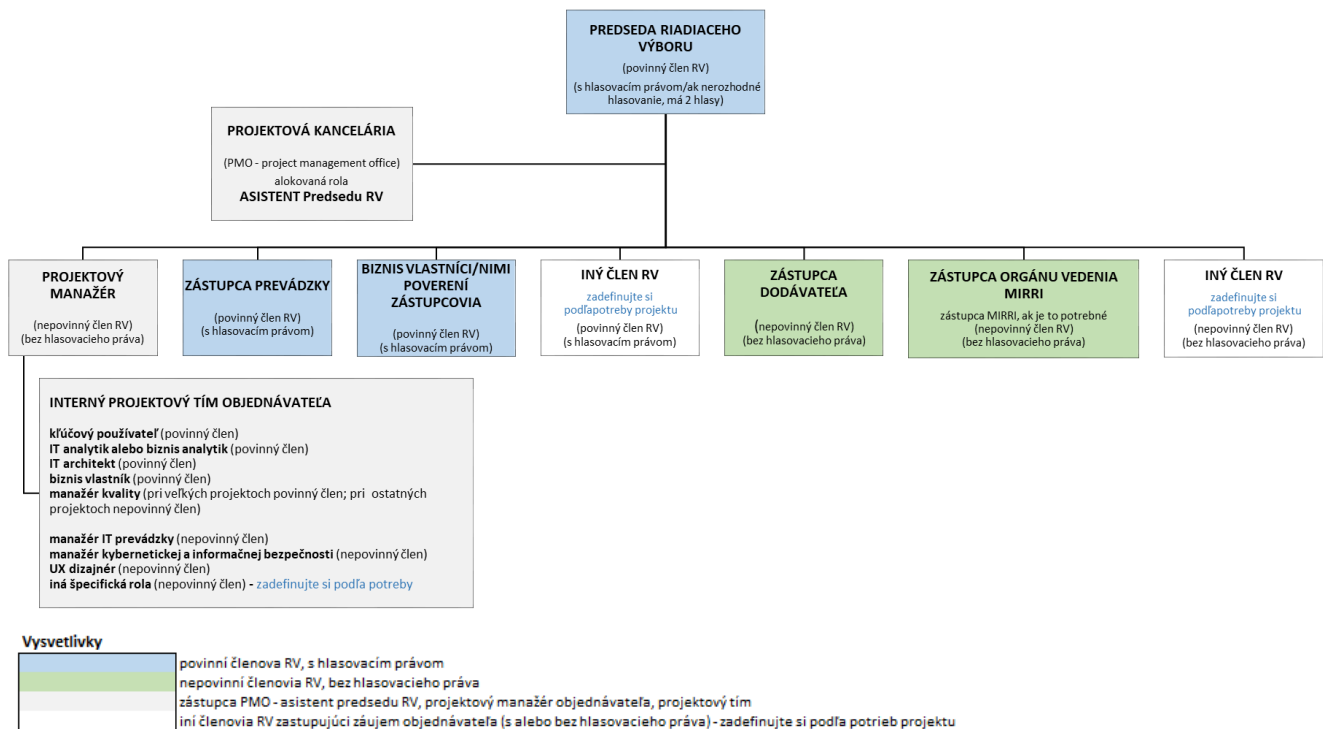 PREDSEDA RIADIACEHO
VÝBORU
(povinný člen RV)
(s hlasovacím právom/ak nerozhodné
hlasovanie, má 2 hlasy)
PROJEKTOVÁ KANCELÁRIA
(PMO - project management office)
alokovaná rola
ASISTENT Predsedu RV
PROJEKTOVÝ
MANAŽÉR
(nepovinný člen RV)
(bez hlasovacieho práva)
ZÁSTUPCA PREVÁDZKY
(povinný člen RV)
(s hlasovacím právom)
BIZNIS VLASTNÍCI/NIMI
POVERENÍ
ZÁSTUPCOVIA
(povinný člen RV)
(s hlasovacím právom)
INÝ ČLEN RV
zadefinujte si
podľapotreby projektu
(povinný člen RV)
(s hlasovacím právom)
ZÁSTUPCA
DODÁVATEĽA
(nepovinný člen RV)
(bez hlasovacieho práva)
ZÁSTUPCA ORGÁNU VEDENIA
MIRRI
zástupca MIRRI, ak je to potrebné
(nepovinný člen RV)
(bez hlasovacieho práva)
INÝ ČLEN RV
zadefinujte si
podľapotreby projektu
(nepovinný člen RV)
(bez hlasovacieho práva)
INTERNÝ PROJEKTOVÝ TÍM OBJEDNÁVATEĽA
kľúčový používateľ (povinný člen)
IT analytik alebo biznis analytik (povinný člen)
IT architekt (povinný člen)
biznis vlastník (povinný člen)
manažér kvality (pri veľkých projektoch povinný člen; pri ostatných
projektoch nepovinný člen)
manažér IT prevádzky (nepovinný člen)
manažér kybernetickej a informačnej bezpečnosti (nepovinný člen)
UX dizajnér (nepovinný člen)
iná špecifická rola (nepovinný člen) - zadefinujte si podľa potreby
Vysvetlivky
povinní členova RV, s hlasovacím právom
nepovinní členovia RV, bez hlasovacieho práva
zástupca PMO - asistent predsedu RV, projektový manažér objednávateľa, projektový tím
iní členovia RV zastupujúci záujem objednávateľa (s alebo bez hlasovacieho práva) - zadefinujte si podľa potrieb projektu